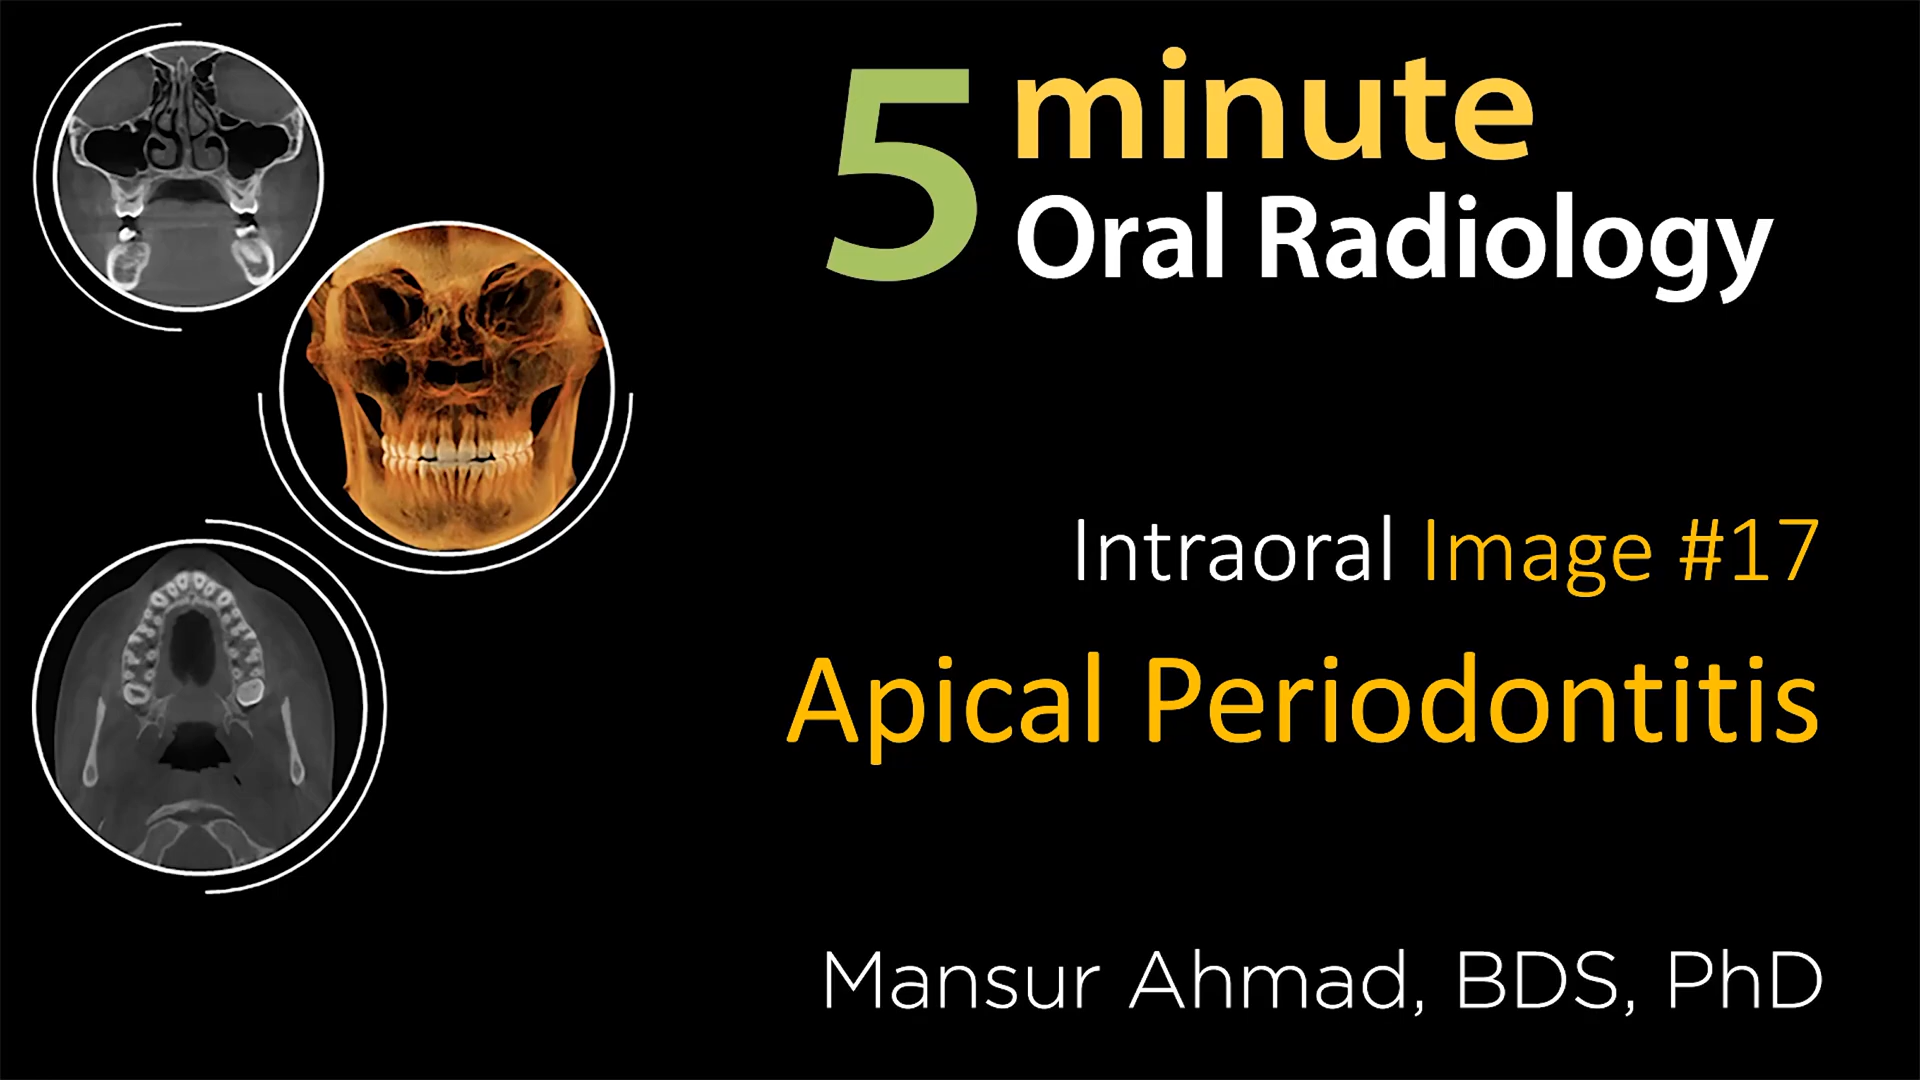 5 minute
Oral Radiology
Intraoral Image #17
Apical Periodontitis
Mansur Ahmad, BDS, PhD